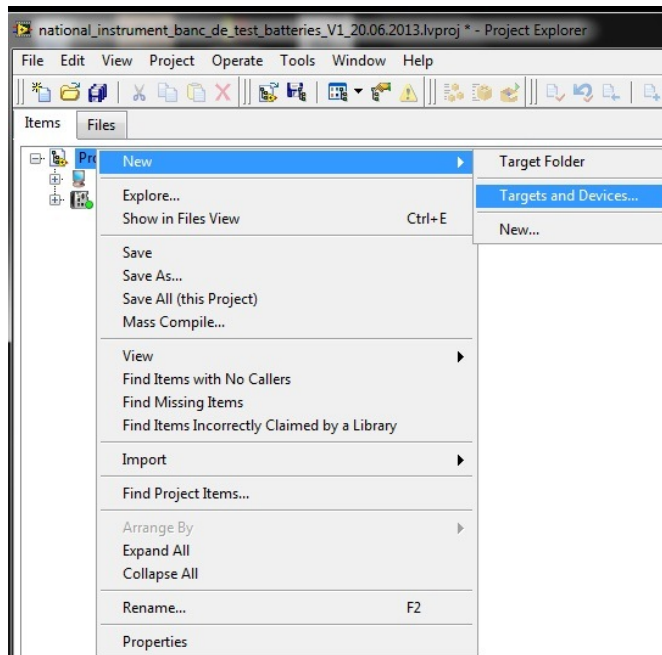 national_instrument_banc_de_test_batteries_V1_20.06.2013.lvproj * - Project Explorer
File Edit View Project Operate Tools Window Help
Items Files
New
Target Folder
Targets and Devices...
New...
Explore...
Show in Files View Ctrl+E
Save
Save As...
Save All (this Project)
Mass Compile...
View
Find Items with No Callers
Find Missing Items
Find Items Incorrectly Claimed by a Library
Import
Find Project Items...
Arrange By
Expand All
Collapse All
Rename... F2
Properties